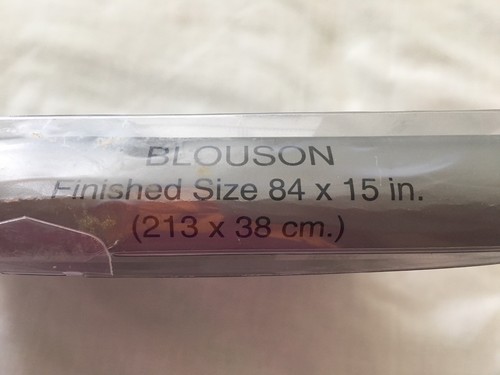 BLOUSON
Finished Size 84 x 15 in.
(213 x 38 cm.)